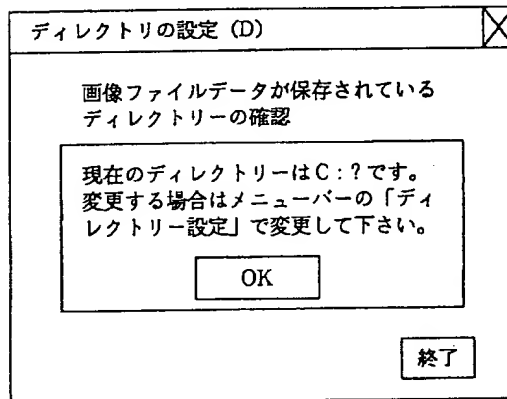 ディレクトリの設定（D）
画像ファイルデータが保存されている
ディレクトリーの確認
現在のディレクトリーはC：？です。
変更する場合はメニューバーの「ディ
レクトリー設定」で変更して下さい。
OK
終了